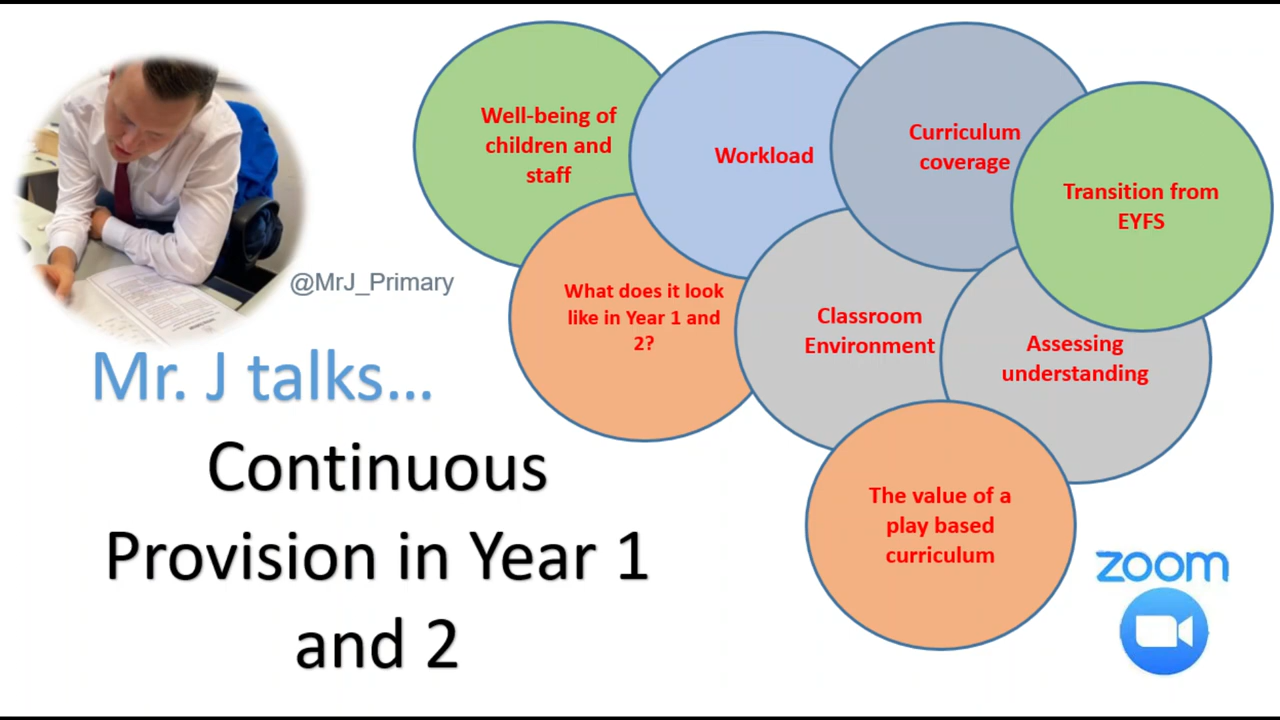 Well-being of
children and
staff
Workload
Curriculum
coverage
Transition from
EYFS
@MrJ_Primary
What does it look
like in Year 1 and
2?
Classroom
Environment
Assessing
understanding
Mr. J talks...
Continuous
Provision in Year 1
and 2
The value of a
play based
curriculum
zoom